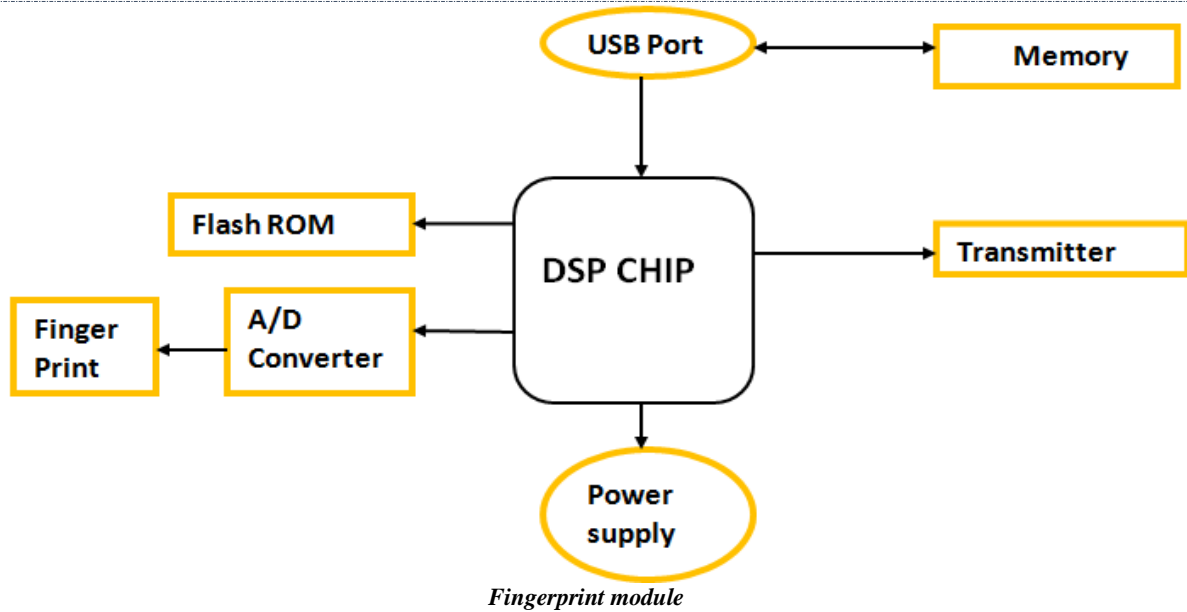 USB Port
Memory
Flash ROM
DSP CHIP
Transmitter
Finger
Print
A/D
Converter
Power
supply
Fingerprint module